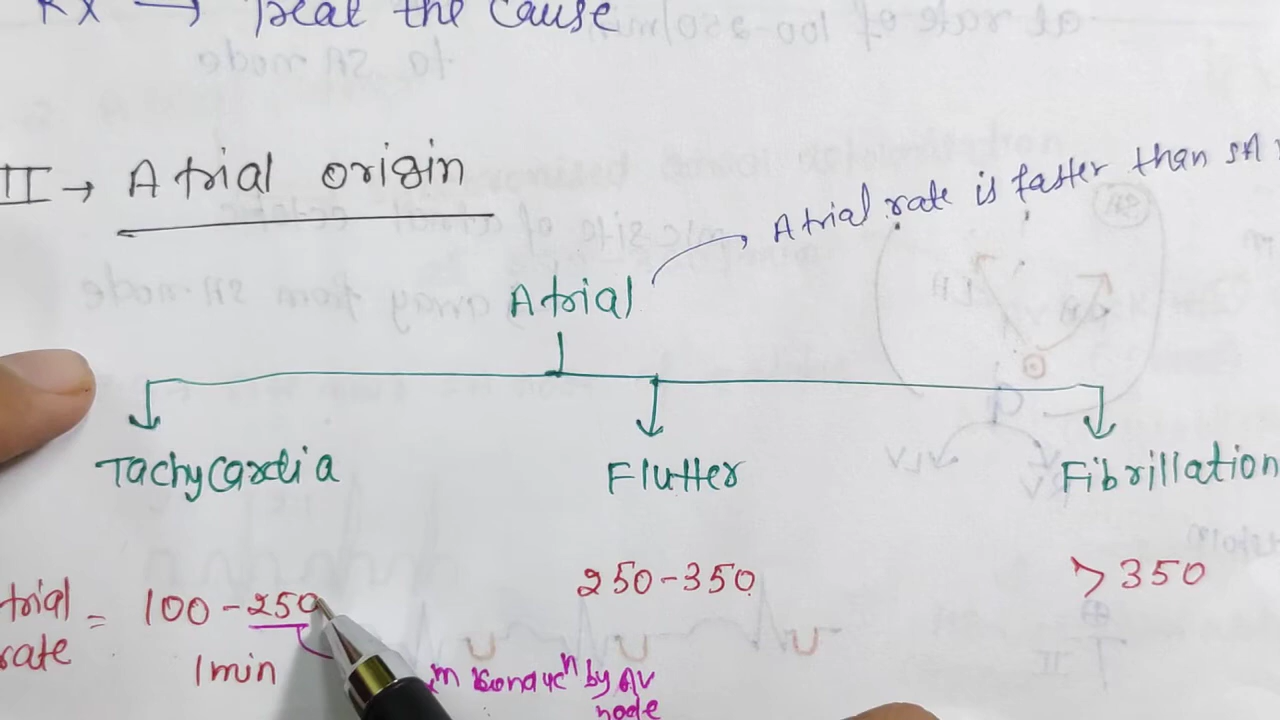 Rx → Treat the cause
II → Atrial origin
Atrial rate is faster than SA
Atrial
Tachycardia Flutter Fibrillation
trial rate = 100-250 /min
250-350
>350
by AV node